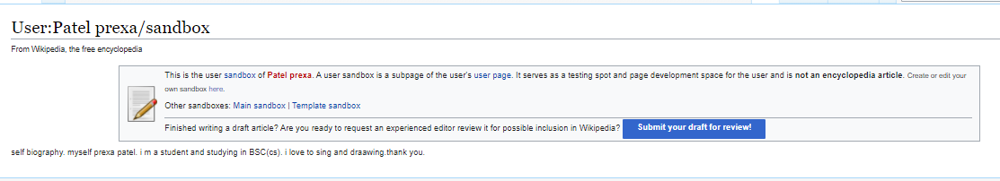 User:Patel prexa/sandbox
From Wikipedia, the free encyclopedia
This is the user sandbox of Patel prexa. A user sandbox is a subpage of the user's user page. It serves as a testing spot and page development space for the user and is not an encyclopedia article. Create or edit your
own sandbox here.
Other sandboxes: Main sandbox | Template sandbox
Finished writing a draft article? Are you ready to request an experienced editor review it for possible inclusion in Wikipedia? Submit your draft for review!
self biography. myself prexa patel. i m a student and studying in BSC(cs). i love to sing and draawing.thank you.